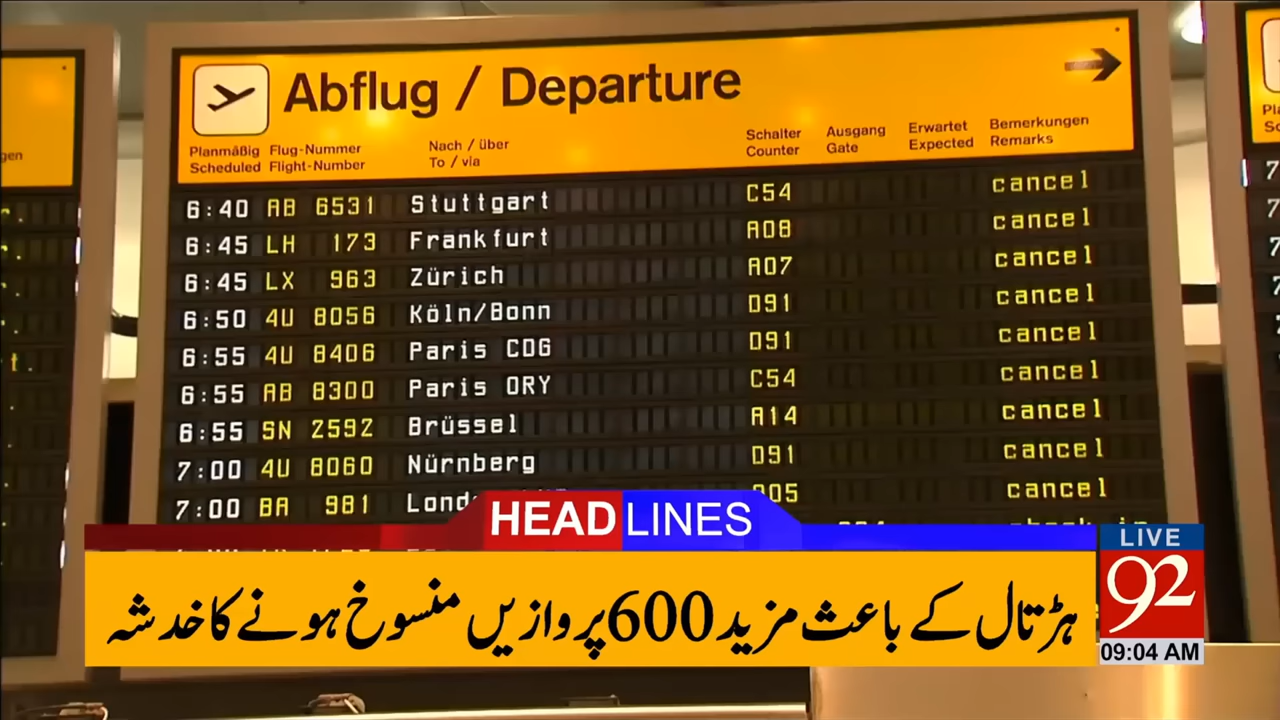 Abflug / Departure
Planmäßig Flug-Nummer Nach / über Schalter Ausgang Erwartet Bemerkungen
Scheduled Flight-Number To / via Counter Gate Expected Remarks
6:40 AB 6531 Stuttgart C54 cancel
6:45 LH 173 Frankfurt A08 cancel
6:45 LX 963 Zürich A07 cancel
6:50 4U 8056 Köln/Bonn D91 cancel
6:55 4U 8406 Paris CDG D91 cancel
6:55 AB 8300 Paris ORY C54 cancel
6:55 SN 2592 Brüssel A14 cancel
7:00 4U 8060 Nürnberg D91 cancel
7:00 BA 981 cancel
HEADLINES
ہڑتال کے باعث مزید 600 پروازیں منسوخ ہونے کا خدشہ
LIVE
92
09:04 AM